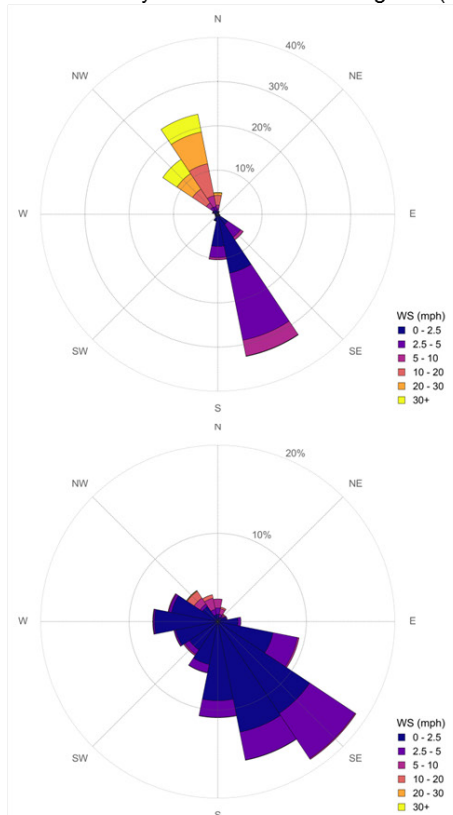 N
40%
NW
NE
30%
20%
10%
W
E
WS (mph)
0 - 2.5
2.5 - 5
5 - 10
10 - 20
20 - 30
30+
SW
SE
S
N
20%
NW
NE
10%
W
E
WS (mph)
0 - 2.5
2.5 - 5
5 - 10
10 - 20
20 - 30
30+
SW
SE